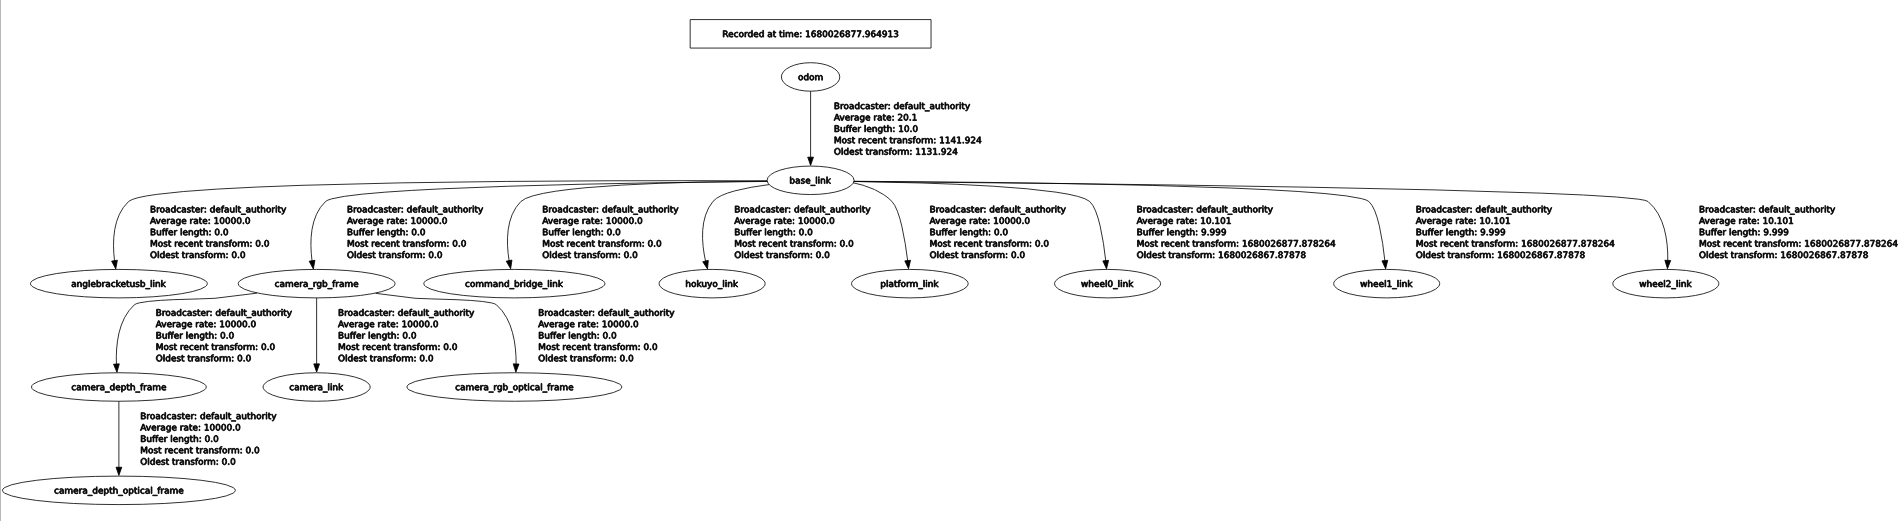 Recorded at time: 1680026877.964913
odom
Broadcaster: default_authority
Average rate: 20.1
Buffer length: 10.0
Most recent transform: 1141.924
Oldest transform: 1131.924
base_link
Broadcaster: default_authority
Average rate: 10000.0
Buffer length: 0.0
Most recent transform: 0.0
Oldest transform: 0.0
Broadcaster: default_authority
Average rate: 10000.0
Buffer length: 0.0
Most recent transform: 0.0
Oldest transform: 0.0
Broadcaster: default_authority
Average rate: 10000.0
Buffer length: 0.0
Most recent transform: 0.0
Oldest transform: 0.0
Broadcaster: default_authority
Average rate: 10000.0
Buffer length: 0.0
Most recent transform: 0.0
Oldest transform: 0.0
Broadcaster: default_authority
Average rate: 10000.0
Buffer length: 0.0
Most recent transform: 0.0
Oldest transform: 0.0
Broadcaster: default_authority
Average rate: 10.101
Buffer length: 9.999
Most recent transform: 1680026877.878264
Oldest transform: 1680026867.87878
Broadcaster: default_authority
Average rate: 10.101
Buffer length: 9.999
Most recent transform: 1680026877.878264
Oldest transform: 1680026867.87878
Broadcaster: default_authority
Average rate: 10.101
Buffer length: 9.999
Most recent transform: 1680026877.878264
Oldest transform: 1680026867.87878
anglebracketusb_link
camera_rgb_frame
command_bridge_link
hokuyo_link
platform_link
wheel0_link
wheel1_link
wheel2_link
Broadcaster: default_authority
Average rate: 10000.0
Buffer length: 0.0
Most recent transform: 0.0
Oldest transform: 0.0
Broadcaster: default_authority
Average rate: 10000.0
Buffer length: 0.0
Most recent transform: 0.0
Oldest transform: 0.0
Broadcaster: default_authority
Average rate: 10000.0
Buffer length: 0.0
Most recent transform: 0.0
Oldest transform: 0.0
camera_depth_frame
camera_link
camera_rgb_optical_frame
Broadcaster: default_authority
Average rate: 10000.0
Buffer length: 0.0
Most recent transform: 0.0
Oldest transform: 0.0
camera_depth_optical_frame